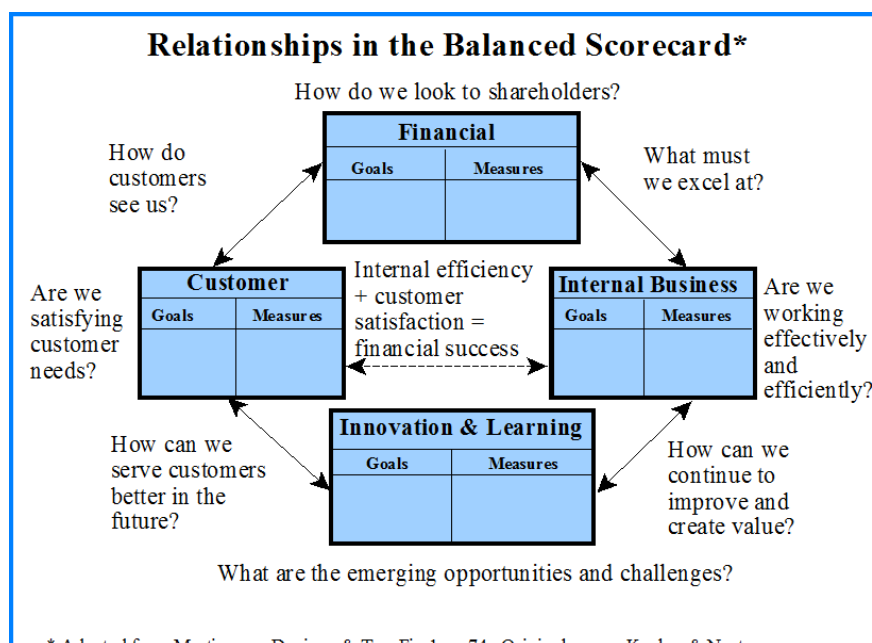 Relationships in the Balanced Scorecard*
How do we look to shareholders?
Financial
Goals Measures
How do
customers
see us?
What must
we excel at?
Customer
Goals Measures
Internal efficiency
+ customer
satisfaction =
financial success
Internal Business
Goals Measures
Are we
satisfying
customer
needs?
Are we
working
effectively
and
efficiently?
Innovation & Learning
Goals Measures
How can we
serve customers
better in the
future?
How can we
continue to
improve and
create value?
What are the emerging opportunities and challenges?